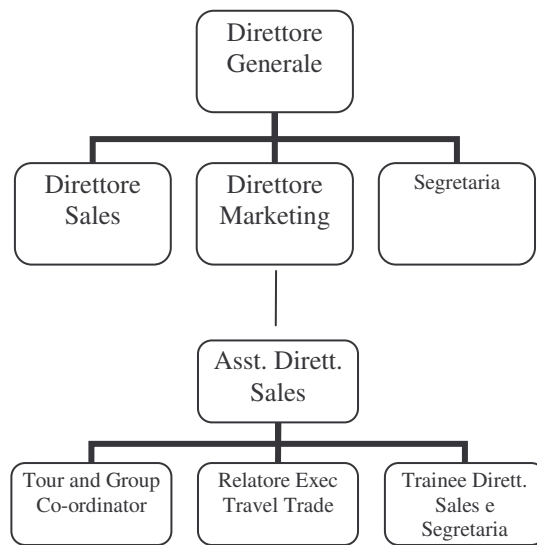 Direttore
Generale
Direttore
Sales
Direttore
Marketing
Segretaria
Asst. Dirett.
Sales
Tour and Group
Co-ordinator
Relatore Exec
Travel Trade
Trainee Dirett.
Sales e
Segretaria